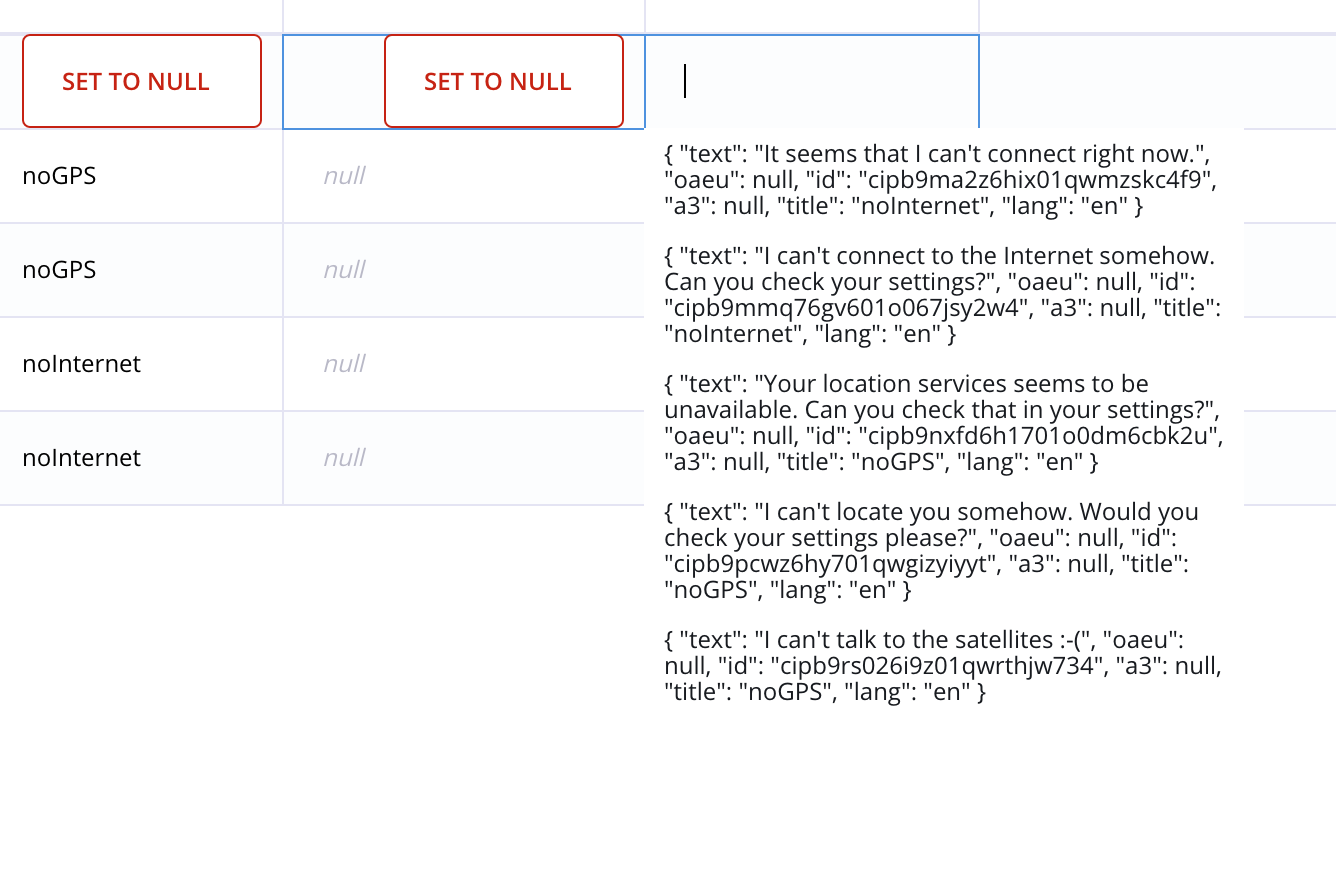 SET TO NULL SET TO NULL
noGPS null
noGPS null
noInternet null
noInternet null
{ "text": "It seems that I can't connect right now.",
"oaeu": null, "id": "cipb9ma2z6hix01qwmzskc4f9",
"a3": null, "title": "noInternet", "lang": "en" }
{ "text": "I can't connect to the Internet somehow.
Can you check your settings?", "oaeu": null, "id":
"cipb9mmq76gv601o067jsy2w4", "a3": null, "title":
"noInternet", "lang": "en" }
{ "text": "Your location services seems to be
unavailable. Can you check that in your settings?",
"oaeu": null, "id": "cipb9nxfd6h1701o0dm6cbk2u",
"a3": null, "title": "noGPS", "lang": "en" }
{ "text": "I can't locate you somehow. Would you
check your settings please?", "oaeu": null, "id":
"cipb9pcwz6hy701qwgizyiyyt", "a3": null, "title":
"noGPS", "lang": "en" }
{ "text": "I can't talk to the satellites :-(", "oaeu":
null, "id": "cipb9rs026i9z01qwrthjw734", "a3": null,
"title": "noGPS", "lang": "en" }